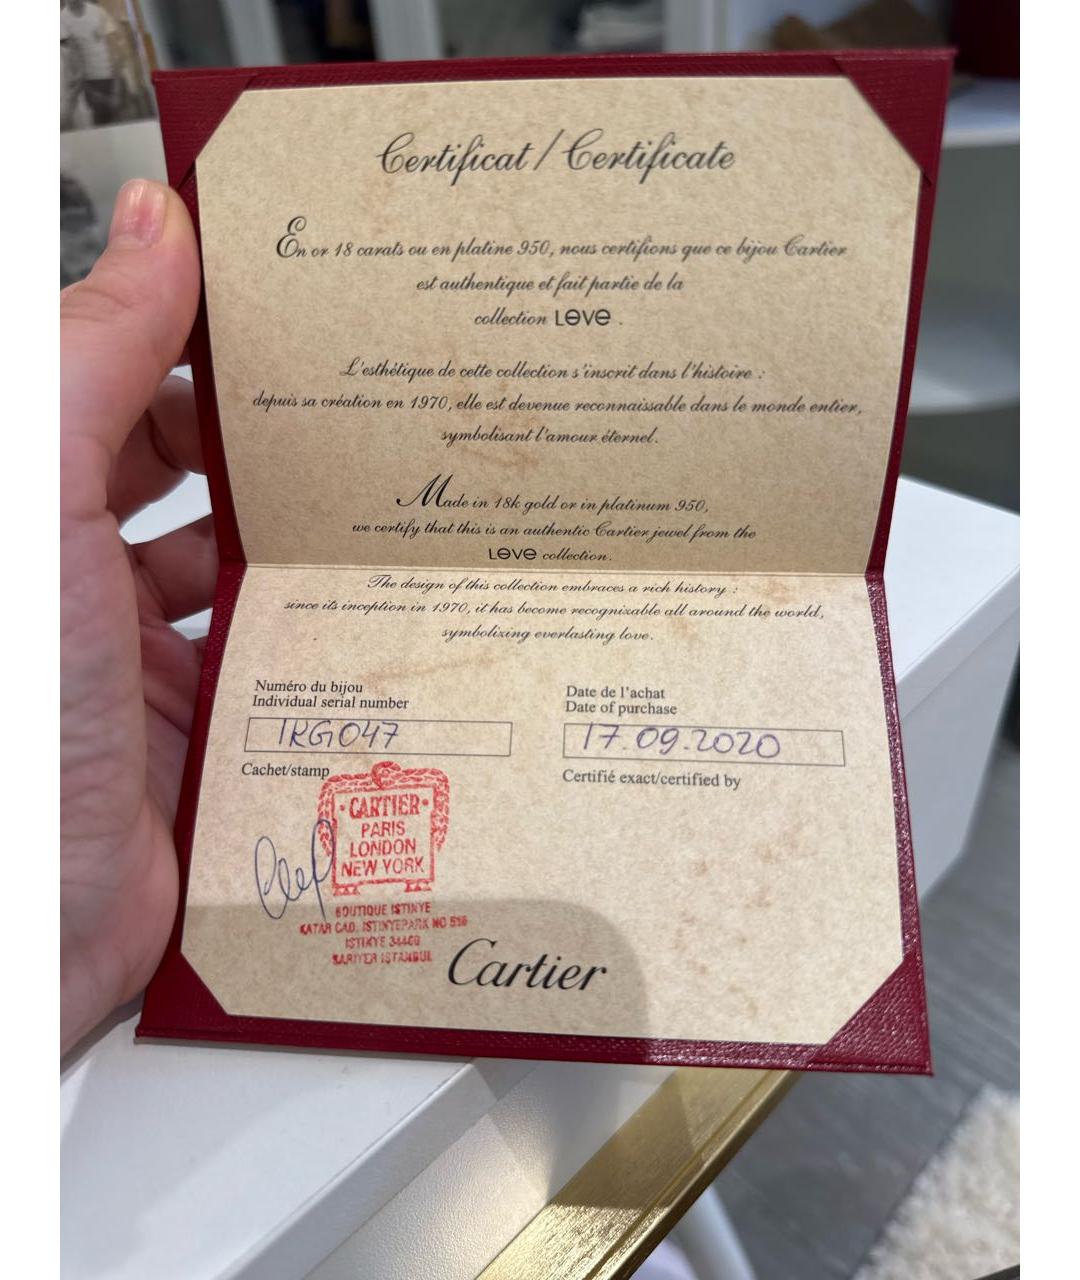 Certificat / Certificate
En or 18 carats ou en platine 950, nous certifions que ce bijou Cartier
est authentique et fait partie de la
collection LOVE .
L'esthétique de cette collection s'inscrit dans l'histoire :
depuis sa création en 1970, elle est devenue reconnaissable dans le monde entier,
symbolisant l'amour éternel.
Made in 18k gold or in platinum 950,
we certify that this is an authentic Cartier jewel from the
LOVE collection.
The design of this collection embraces a rich history :
since its inception in 1970, it has become recognizable all around the world,
symbolizing everlasting love.
Numéro du bijou
Individual serial number
IRG047
Date de l'achat
Date of purchase
17.09.2020
Cachet/stamp
Certifié exact/certified by
CARTIER
PARIS
LONDON
NEW YORK
BOUTIQUE ISTINYE
KATAR CAD. ISTINYEPARK NO
ISTINYE 34460
SARIYER ISTANBUL
Cartier